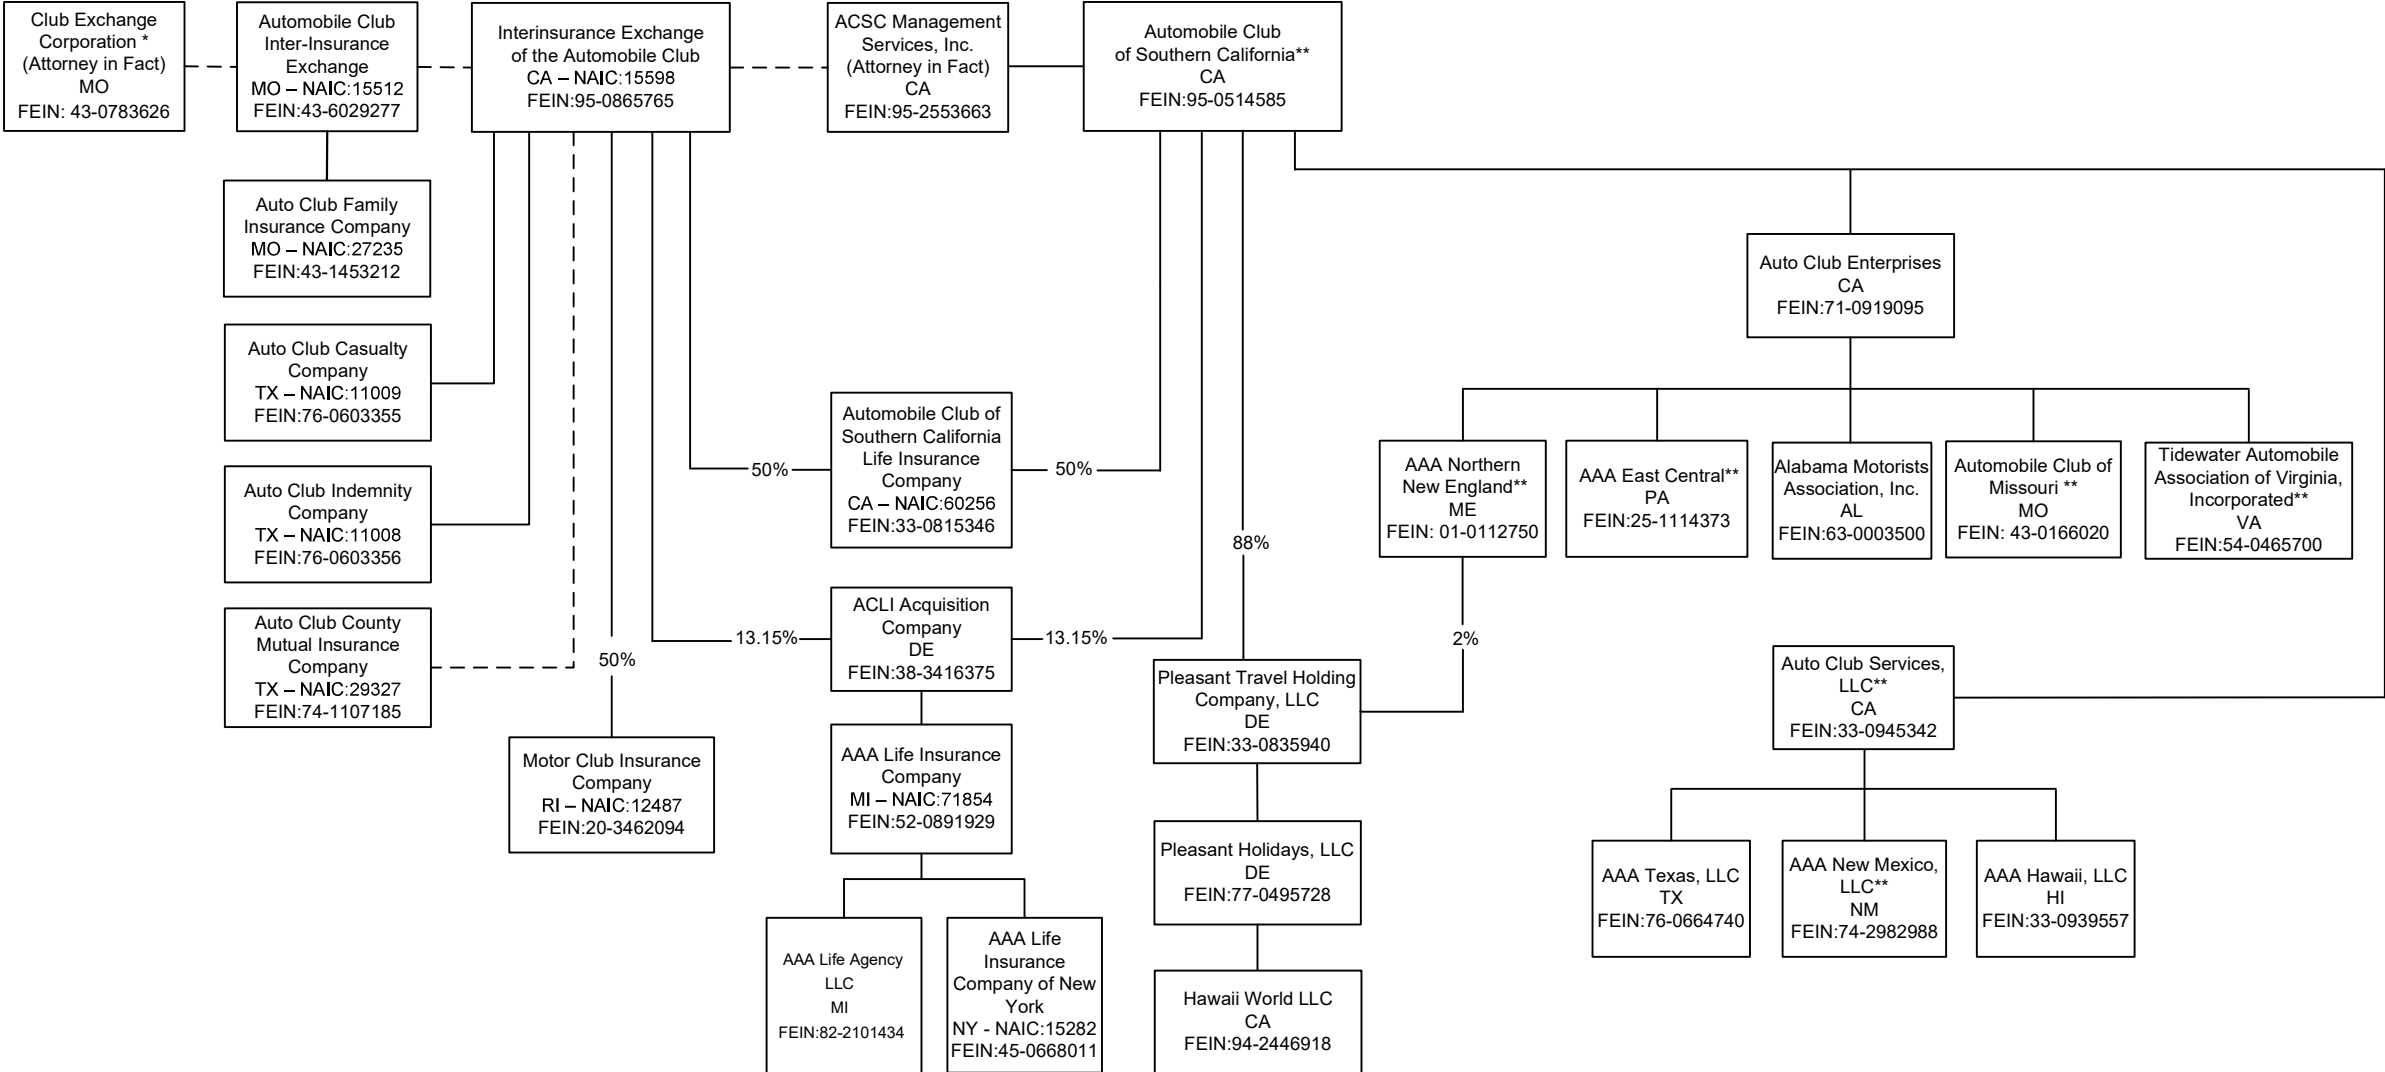 Club Exchange
Corporation *
(Attorney in Fact)
MO
FEIN: 43-0783626
Automobile Club
Inter-Insurance
Exchange
MO – NAIC:15512
FEIN:43-6029277
Interinsurance Exchange
of the Automobile Club
CA – NAIC:15598
FEIN:95-0865765
ACSC Management
Services, Inc.
(Attorney in Fact)
CA
FEIN:95-2553663
Automobile Club
of Southern California**
CA
FEIN:95-0514585
Auto Club Family
Insurance Company
MO – NAIC:27235
FEIN:43-1453212
Auto Club Enterprises
CA
FEIN:71-0919095
Auto Club Casualty
Company
TX – NAIC:11009
FEIN:76-0603355
Automobile Club of
Southern California
Life Insurance
Company
CA – NAIC:60256
FEIN:33-0815346
50%
50%
AAA Northern
New England**
ME
FEIN: 01-0112750
AAA East Central**
PA
FEIN:25-1114373
Alabama Motorists
Association, Inc.
AL
FEIN:63-0003500
Automobile Club of
Missouri **
MO
FEIN: 43-0166020
Tidewater Automobile
Association of Virginia,
Incorporated**
VA
FEIN:54-0465700
Auto Club Indemnity
Company
TX – NAIC:11008
FEIN:76-0603356
88%
Auto Club County
Mutual Insurance
Company
TX – NAIC:29327
FEIN:74-1107185
50%
13.15%
ACLI Acquisition
Company
DE
FEIN:38-3416375
13.15%
2%
Pleasant Travel Holding
Company, LLC
DE
FEIN:33-0835940
Auto Club Services,
LLC**
CA
FEIN:33-0945342
Motor Club Insurance
Company
RI – NAIC:12487
FEIN:20-3462094
AAA Life Insurance
Company
MI – NAIC:71854
FEIN:52-0891929
Pleasant Holidays, LLC
DE
FEIN:77-0495728
AAA Texas, LLC
TX
FEIN:76-0664740
AAA New Mexico,
LLC**
NM
FEIN:74-2982988
AAA Hawaii, LLC
HI
FEIN:33-0939557
AAA Life Agency
LLC
MI
FEIN:82-2101434
AAA Life
Insurance
Company of New
York
NY - NAIC:15282
FEIN:45-0668011
Hawaii World LLC
CA
FEIN:94-2446918